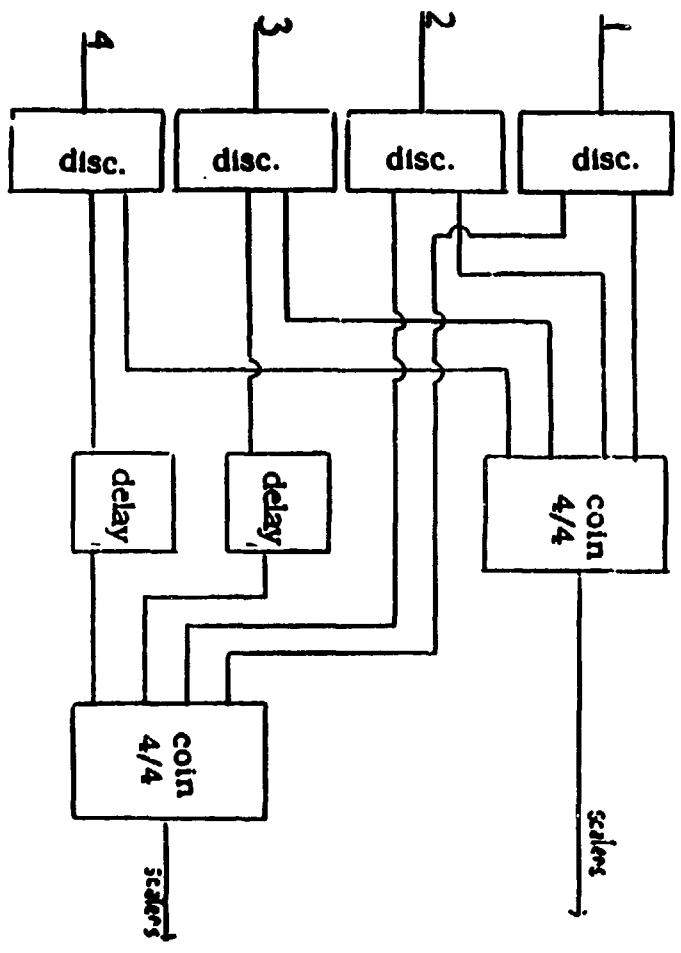 4
3
2
1
disc.
disc.
disc.
disc.
delay
delay
coin
4/4
coin
4/4
scalers
scalers